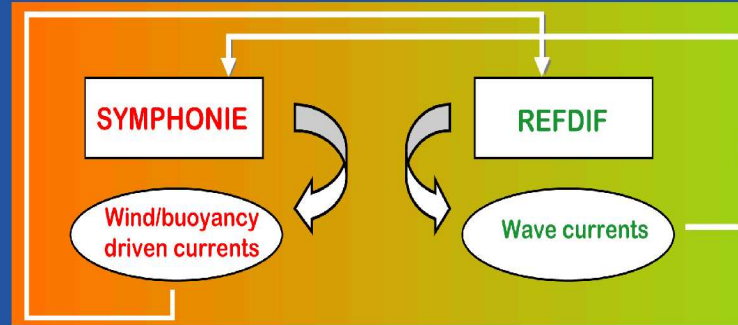 SYMPHONIE
REFDIF
Wind/buoyancy
driven currents
Wave currents